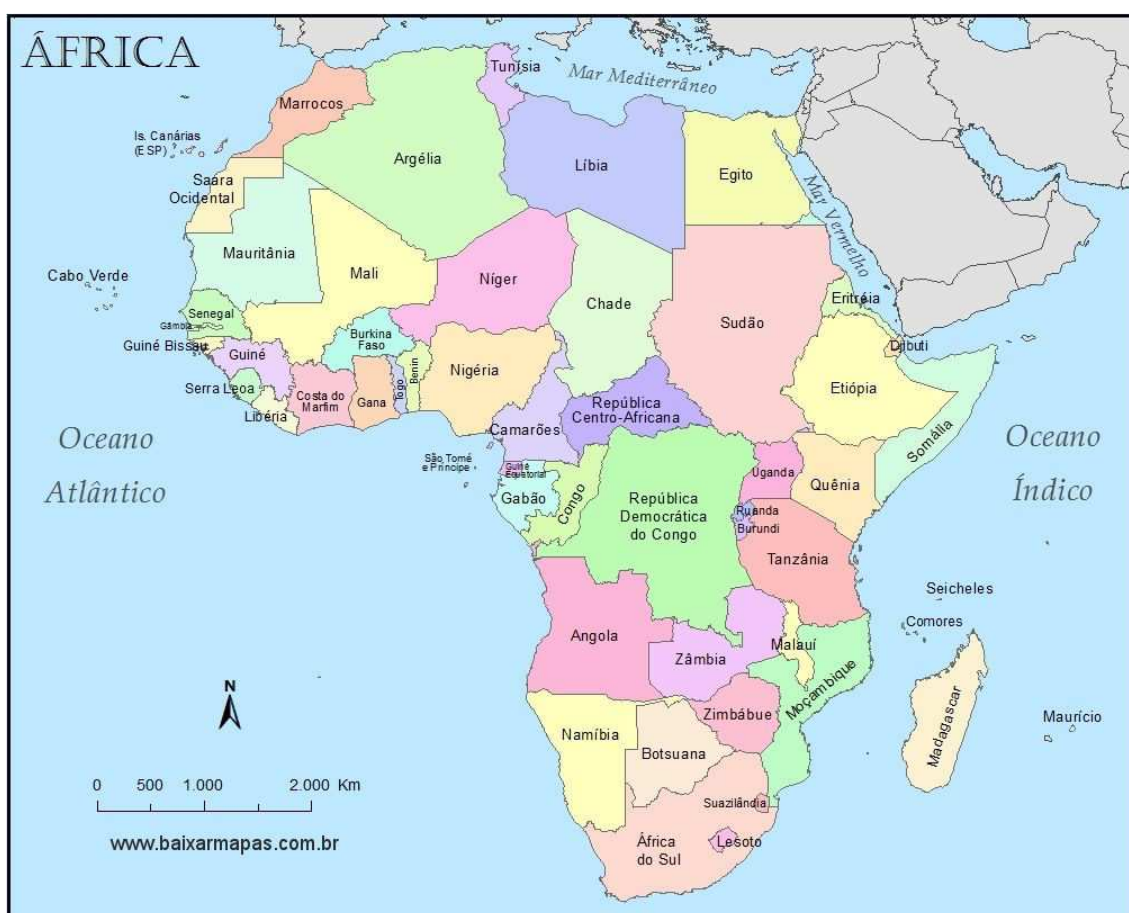 ÁFRICA
Tunísia
Mar Mediterrâneo
Marrocos
Is. Canárias
(ESP)
Argélia
Líbia
Egito
Saara
Ocidental
Mar Vermelho
Mauritânia
Mali
Níger
Cabo Verde
Chade
Sudão
Eritréia
Senegal
Gâmbia
Guiné Bissau
Guiné
Burkina
Faso
Benin
Togo
Nigéria
Djibuti
Etiópia
Serra Leoa
Libéria
Costa do
Marfim
Gana
República
Centro-Africana
Camarões
Somália
Oceano
Atlântico
Oceano
Índico
São Tomé
e Príncipe
Guiné
Equatorial
Gabão
Congo
República
Democrática
do Congo
Uganda
Quênia
Ruanda
Burundi
Tanzânia
Seicheles
Comores
Angola
Zâmbia
Malauí
Moçambique
Madagascar
Maurício
N
Namíbia
Zimbábue
Botsuana
0 500 1.000 2.000 Km
Suazilândia
www.baixarmapas.com.br
África
do Sul
Lesoto